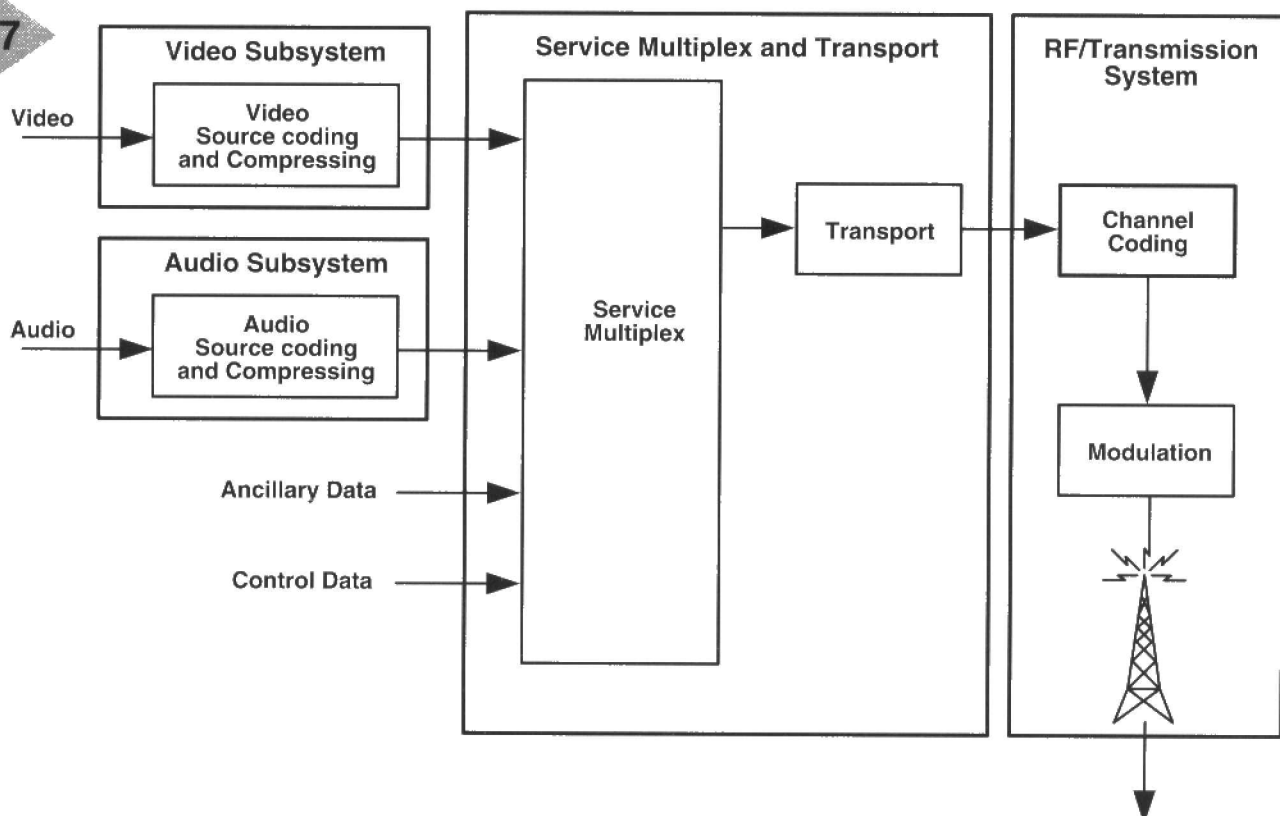 7
Video Subsystem
Video
Video
Source coding
and Compressing
Audio Subsystem
Audio
Audio
Source coding
and Compressing
Ancillary Data
Control Data
Service Multiplex and Transport
Service
Multiplex
Transport
RF/Transmission
System
Channel
Coding
Modulation